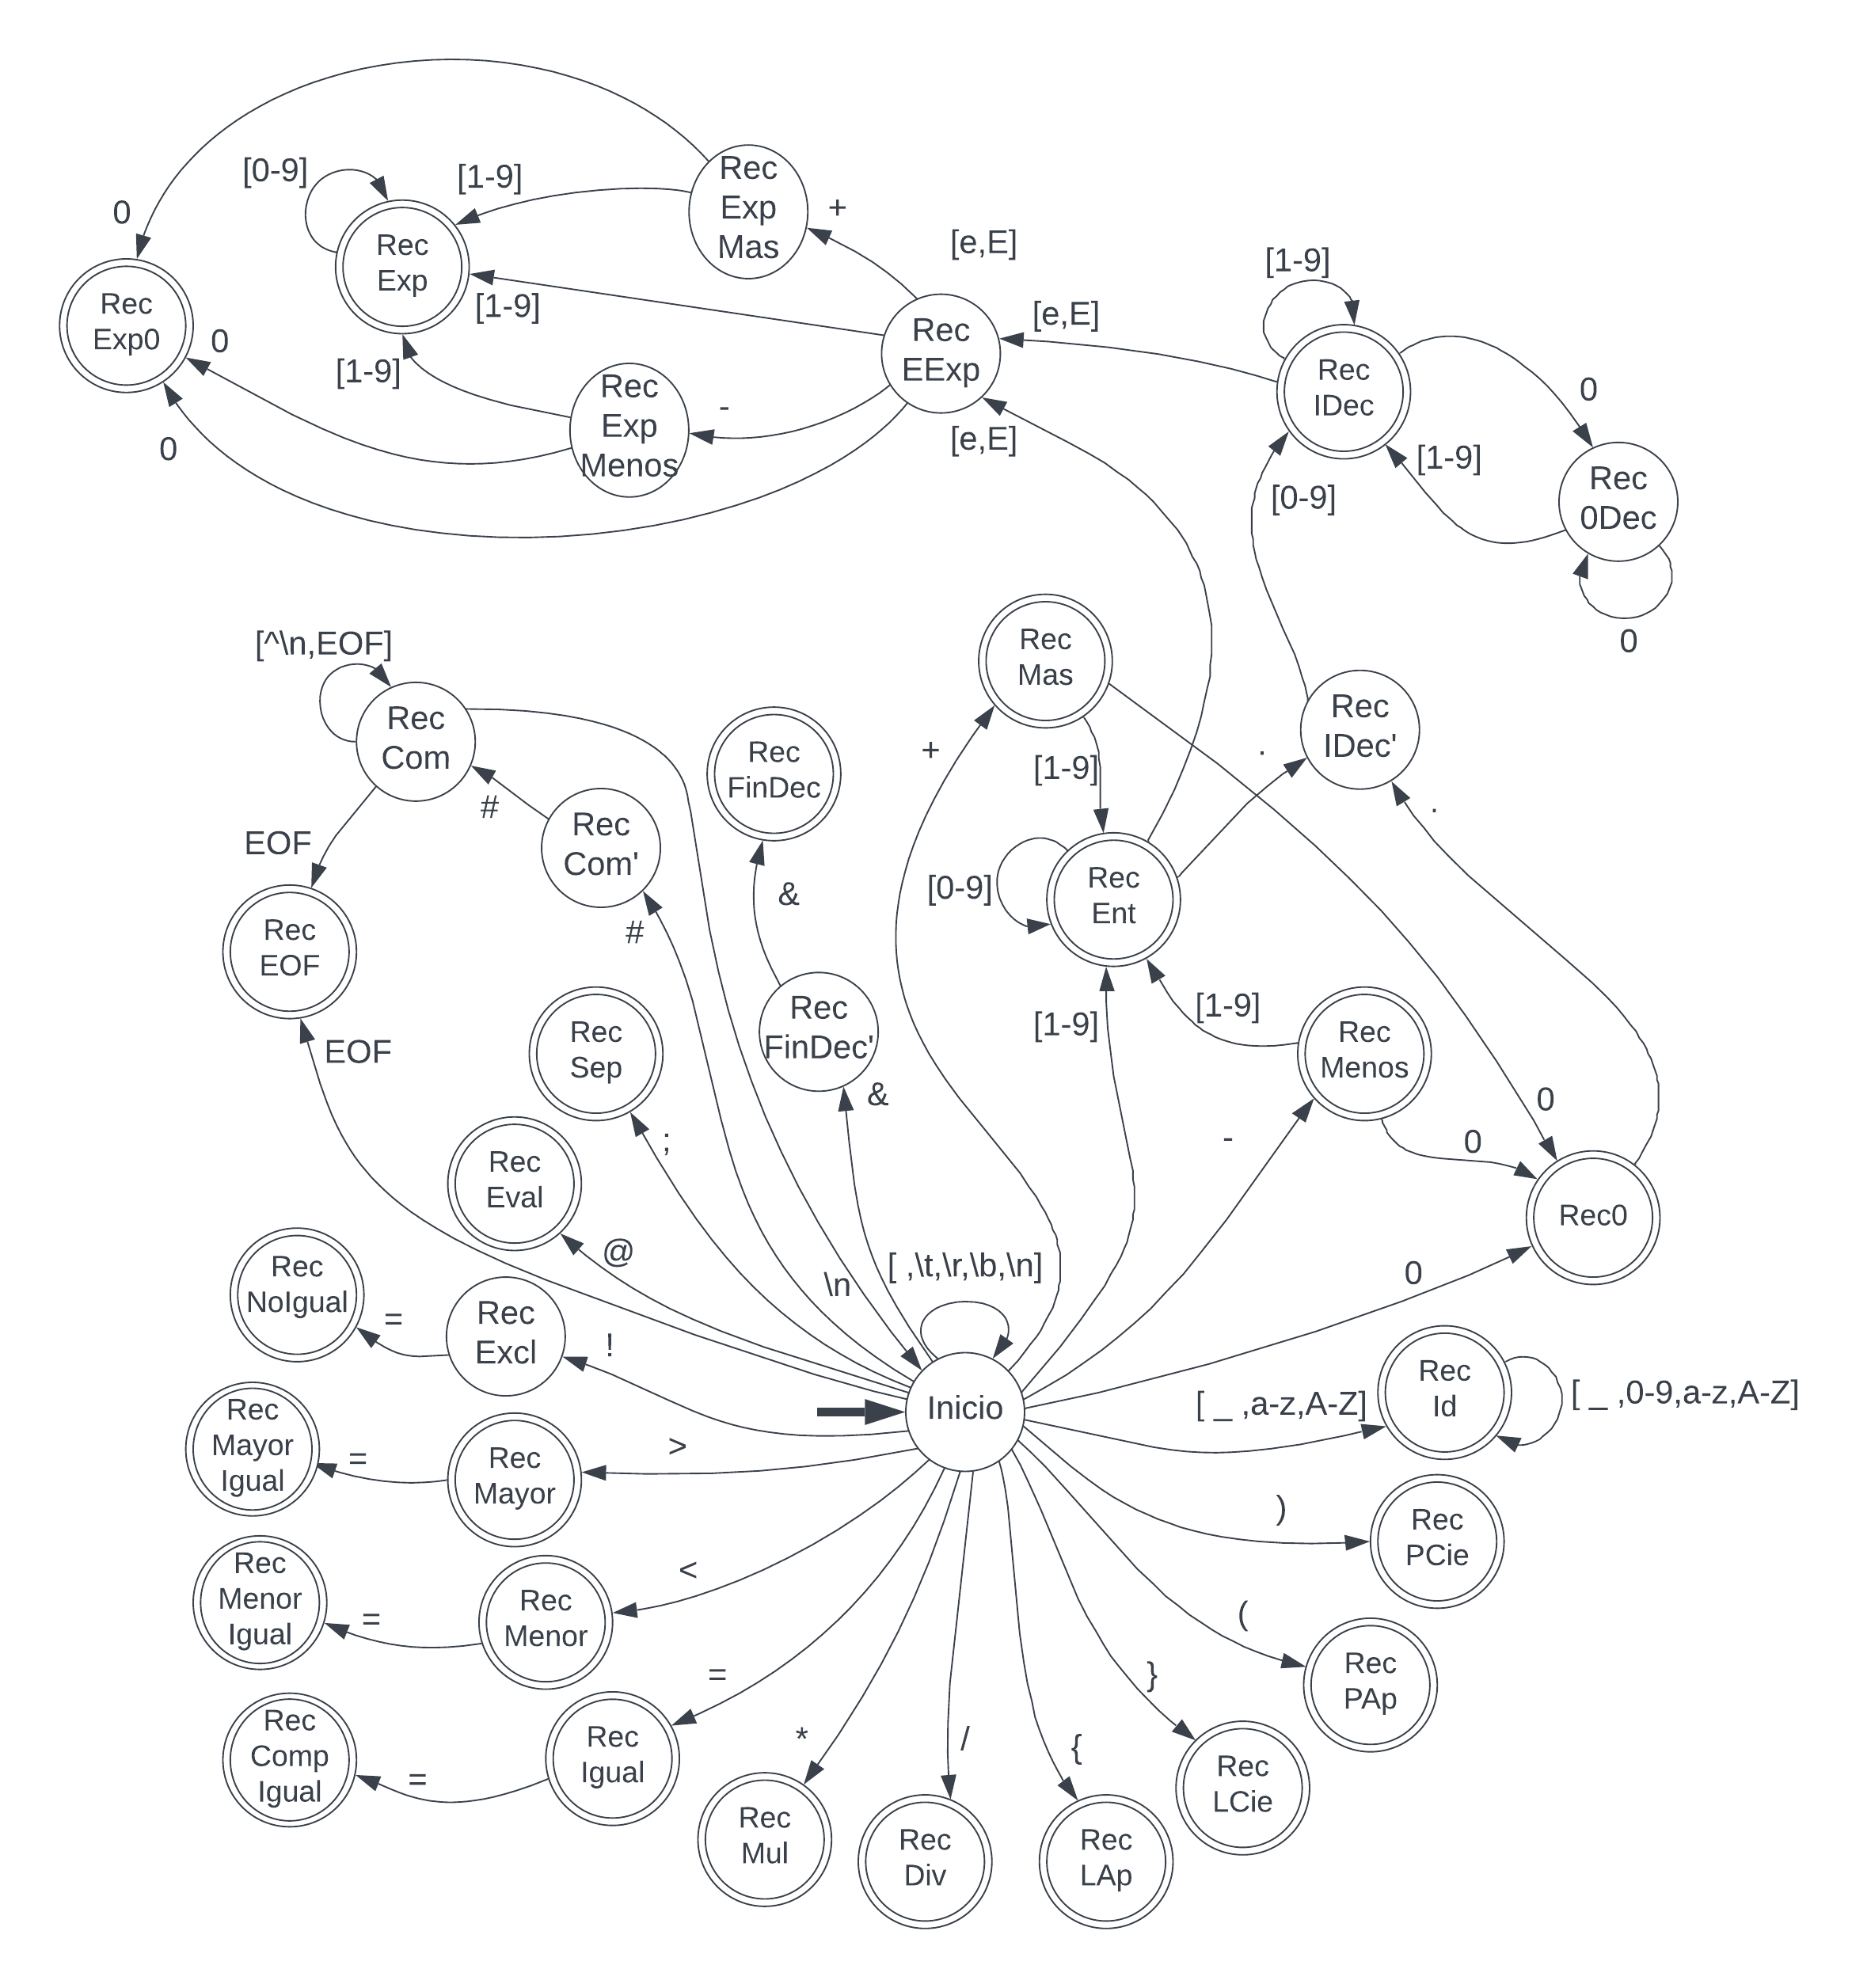 [0-9]
[1-9]
Rec
Exp
Mas
+
0
[e,E]
Rec
Exp
[1-9]
[1-9]
Rec
Exp0
0
[1-9]
0
Rec
Exp
Menos
-
Rec
EExp
[e,E]
[e,E]
Rec
IDec
0
[1-9]
[0-9]
Rec
0Dec
0
[^\n,EOF]
Rec
Com
#
Rec
Com'
#
EOF
Rec
EOF
EOF
Rec
FinDec
&
Rec
FinDec'
&
Rec
Mas
+
[1-9]
.
Rec
IDec'
.
[0-9]
Rec
Ent
[1-9]
[1-9]
Rec
Menos
-
0
0
Rec0
0
Rec
Sep
;
Rec
Eval
@
\n
[ ,\t,\r,\b,\n]
Rec
NoIgual
=
Rec
Excl
!
Inicio
[ _ ,a-z,A-Z]
Rec
Id
[ _ ,0-9,a-z,A-Z]
Rec
Mayor
Igual
=
Rec
Mayor
>
)
Rec
PCie
Rec
Menor
Igual
=
Rec
Menor
<
(
Rec
PAp
Rec
Comp
Igual
=
Rec
Igual
=
*
Rec
Mul
/
Rec
Div
{
Rec
LAp
}
Rec
LCie
[1-9]